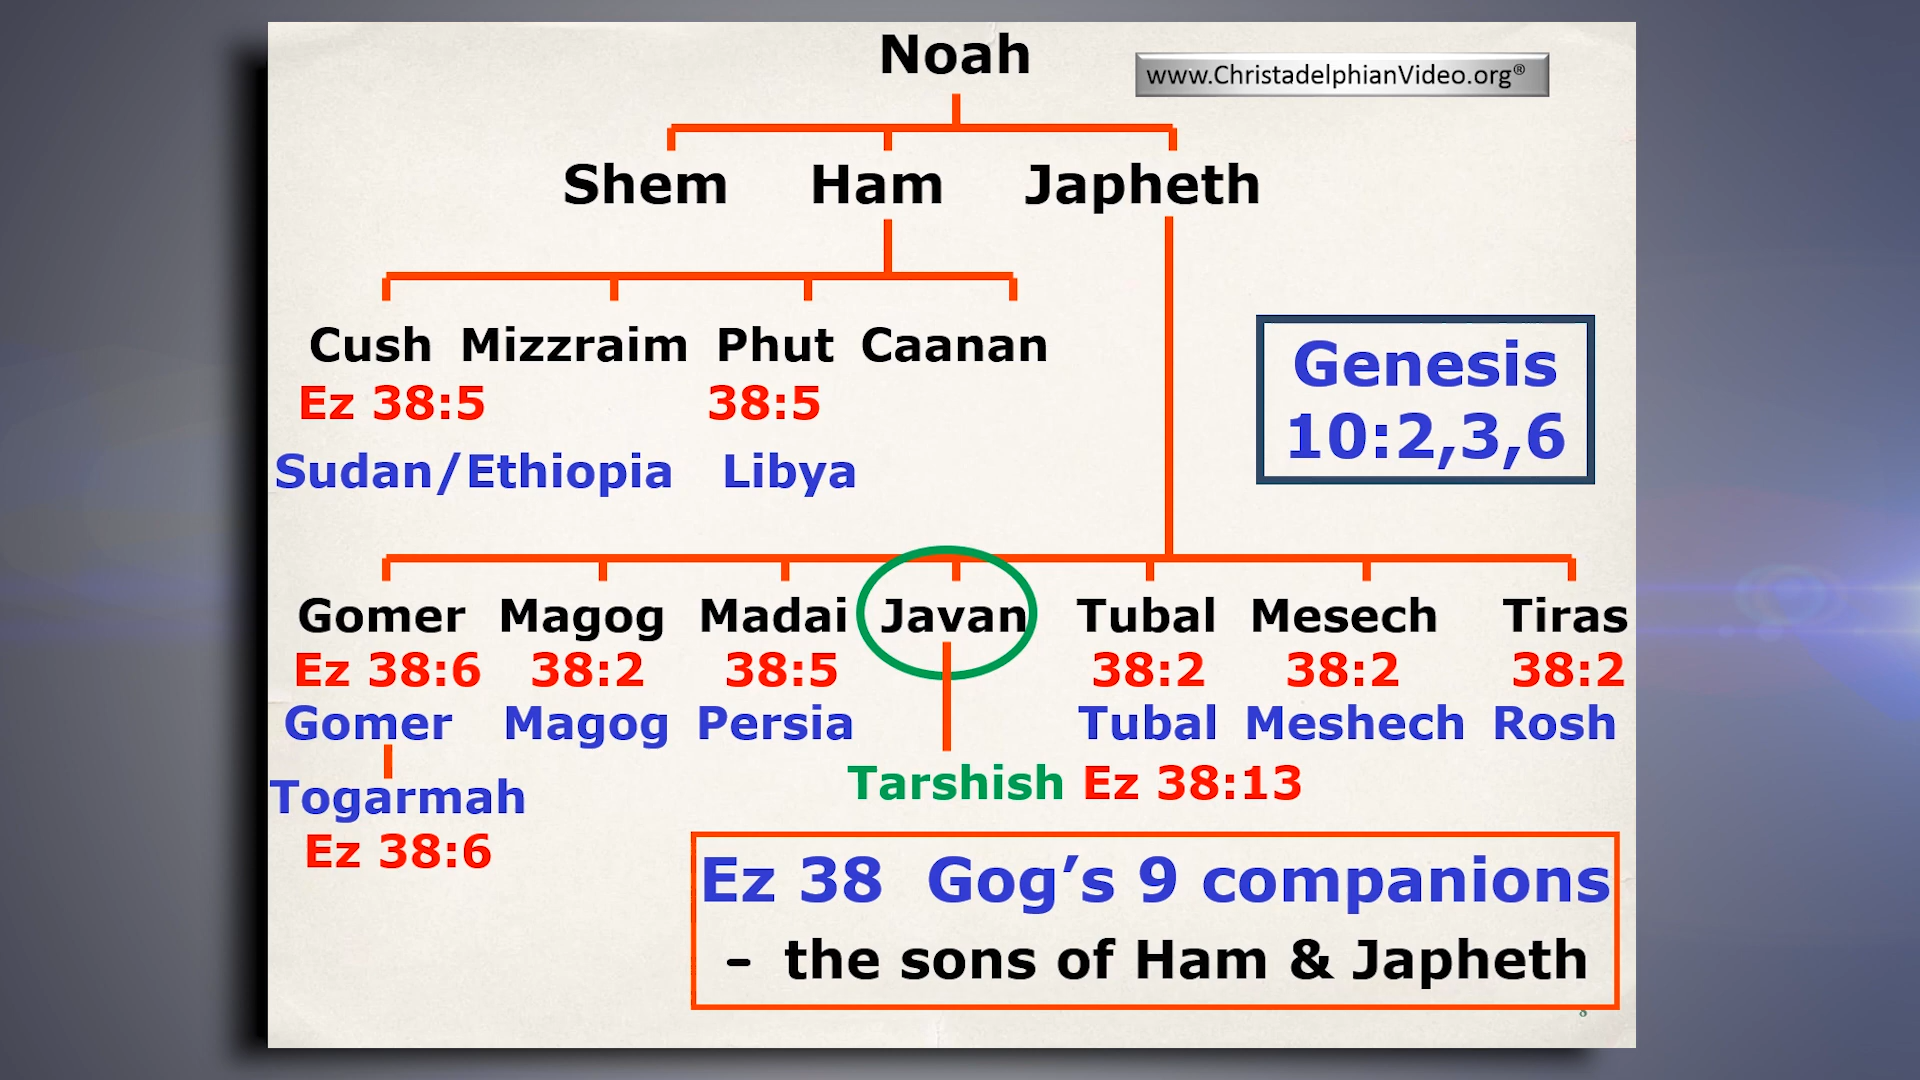 Noah
www.ChristadelphianVideo.org®
Shem Ham Japheth
Cush Mizzraim Phut Caanan
Ez 38:5 38:5
Sudan/Ethiopia Libya
Genesis
10:2,3,6
Gomer Magog Madai Javan Tubal Mesech Tiras
Ez 38:6 38:2 38:5 38:2 38:2 38:2
Gomer Magog Persia Tubal Meshech Rosh
Tarshish Ez 38:13
Togarmah
Ez 38:6
Ez 38 Gog’s 9 companions
– the sons of Ham & Japheth
8